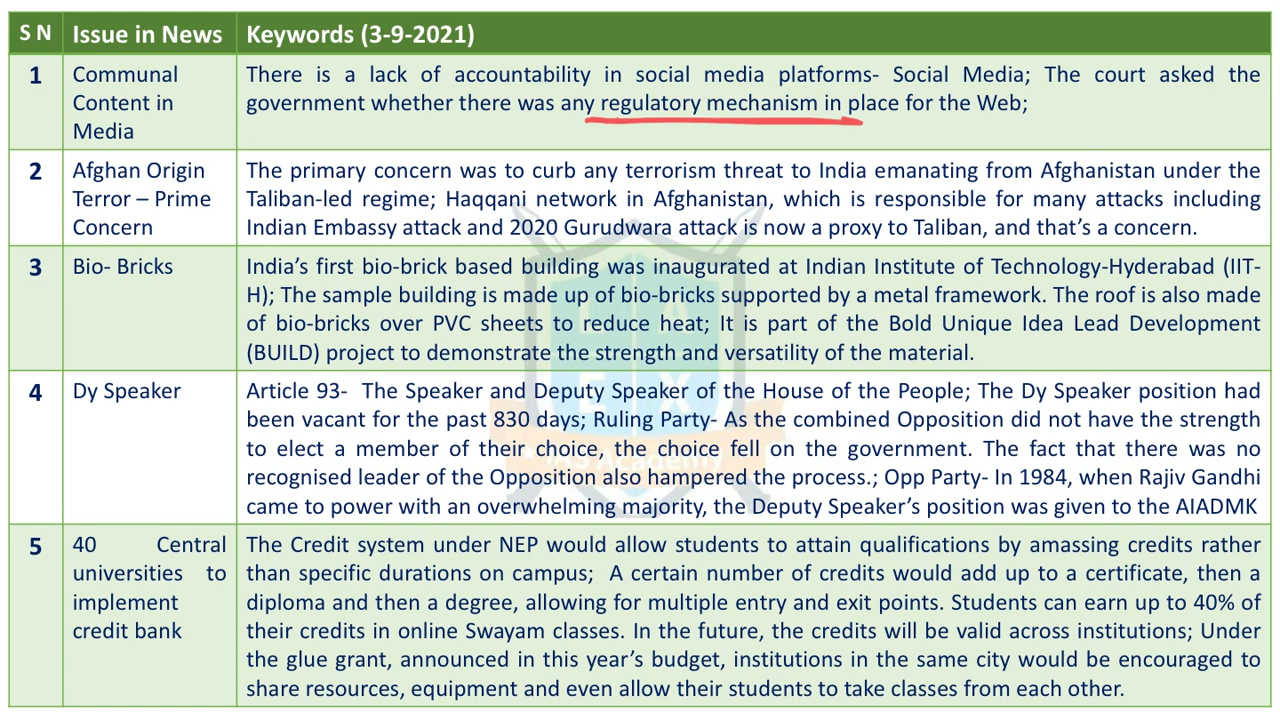 S N Issue in News Keywords (3-9-2021)
1 Communal There is a lack of accountability in social media platforms- Social Media; The court asked the
Content in government whether there was any regulatory mechanism in place for the Web;
Media
2 Afghan Origin The primary concern was to curb any terrorism threat to India emanating from Afghanistan under the
Terror – Prime Taliban-led regime; Haqqani network in Afghanistan, which is responsible for many attacks including
Concern Indian Embassy attack and 2020 Gurudwara attack is now a proxy to Taliban, and that's a concern.
3 Bio- Bricks India's first bio-brick based building was inaugurated at Indian Institute of Technology-Hyderabad (IIT-
H); The sample building is made up of bio-bricks supported by a metal framework. The roof is also made
of bio-bricks over PVC sheets to reduce heat; It is part of the Bold Unique Idea Lead Development
(BUILD) project to demonstrate the strength and versatility of the material.
4 Dy Speaker Article 93- The Speaker and Deputy Speaker of the House of the People; The Dy Speaker position had
been vacant for the past 830 days; Ruling Party- As the combined Opposition did not have the strength
to elect a member of their choice, the choice fell on the government. The fact that there was no
recognised leader of the Opposition also hampered the process.; Opp Party- In 1984, when Rajiv Gandhi
came to power with an overwhelming majority, the Deputy Speaker's position was given to the AIADMK
5 40 Central The Credit system under NEP would allow students to attain qualifications by amassing credits rather
universities to than specific durations on campus; A certain number of credits would add up to a certificate, then a
implement diploma and then a degree, allowing for multiple entry and exit points. Students can earn up to 40% of
credit bank their credits in online Swayam classes. In the future, the credits will be valid across institutions; Under
the glue grant, announced in this year's budget, institutions in the same city would be encouraged to
share resources, equipment and even allow their students to take classes from each other.